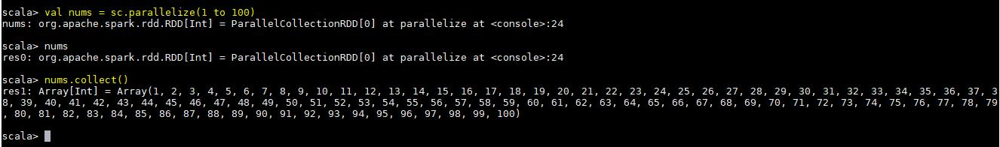 scala> val nums = sc.parallelize(1 to 100)
nums: org.apache.spark.rdd.RDD[Int] = ParallelCollectionRDD[0] at parallelize at <console>:24
scala> nums
res0: org.apache.spark.rdd.RDD[Int] = ParallelCollectionRDD[0] at parallelize at <console>:24
scala> nums.collect()
res1: Array[Int] = Array(1, 2, 3, 4, 5, 6, 7, 8, 9, 10, 11, 12, 13, 14, 15, 16, 17, 18, 19, 20, 21, 22, 23, 24, 25, 26, 27, 28, 29, 30, 31, 32, 33, 34, 35, 36, 37, 3
8, 39, 40, 41, 42, 43, 44, 45, 46, 47, 48, 49, 50, 51, 52, 53, 54, 55, 56, 57, 58, 59, 60, 61, 62, 63, 64, 65, 66, 67, 68, 69, 70, 71, 72, 73, 74, 75, 76, 77, 78, 79
, 80, 81, 82, 83, 84, 85, 86, 87, 88, 89, 90, 91, 92, 93, 94, 95, 96, 97, 98, 99, 100)
scala>